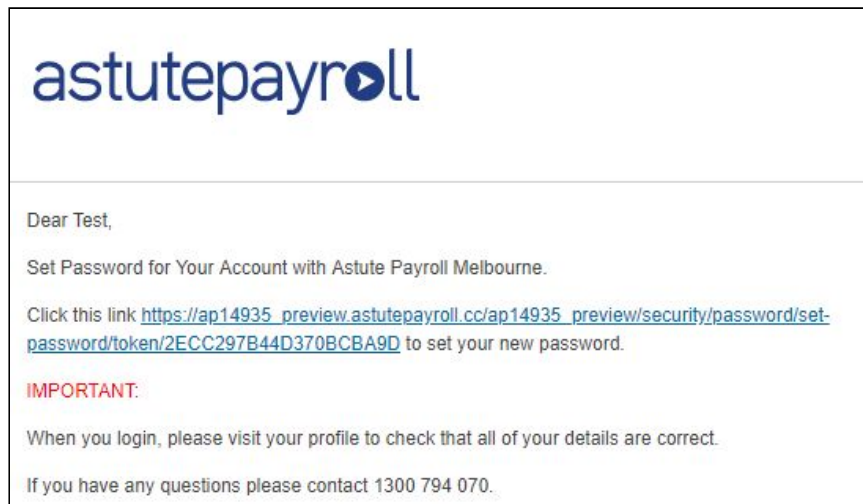 astutepayroll
Dear Test,
Set Password for Your Account with Astute Payroll Melbourne.
Click this link https://ap14935_preview.astutepayroll.cc/ap14935_preview/security/password/set-
password/token/2ECC297B44D370BCBA9D to set your new password.
IMPORTANT:
When you login, please visit your profile to check that all of your details are correct.
If you have any questions please contact 1300 794 070.